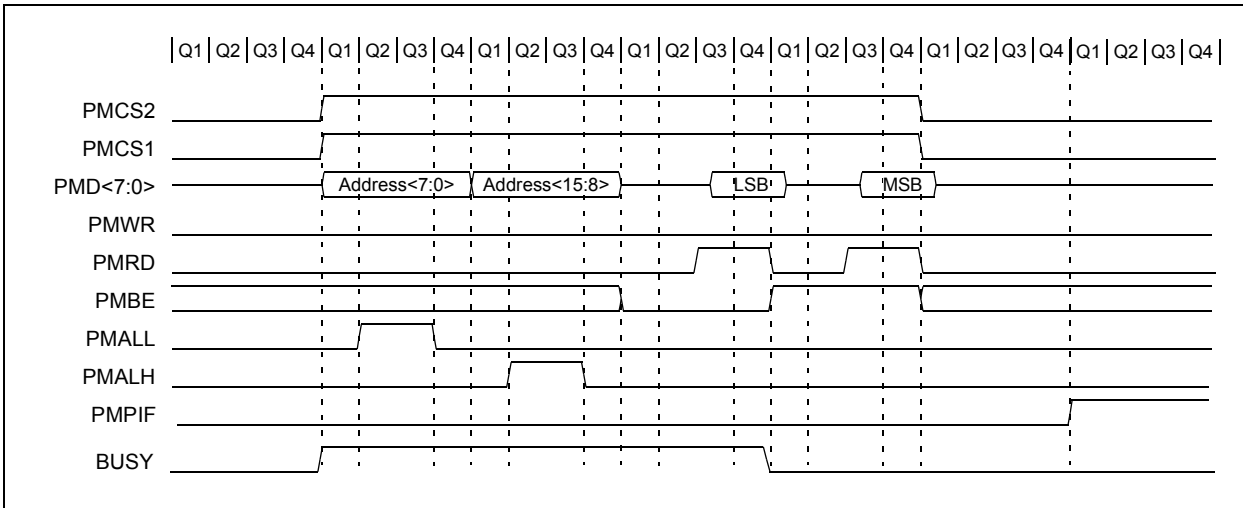 Q1 Q2 Q3 Q4 Q1 Q2 Q3 Q4 Q1 Q2 Q3 Q4 Q1 Q2 Q3 Q4 Q1 Q2 Q3 Q4 Q1 Q2 Q3 Q4 Q1 Q2 Q3 Q4
PMCS2
PMCS1
PMD<7:0> Address<7:0> Address<15:8> LSB MSB
PMWR
PMRD
PMBE
PMALL
PMALH
PMPIF
BUSY